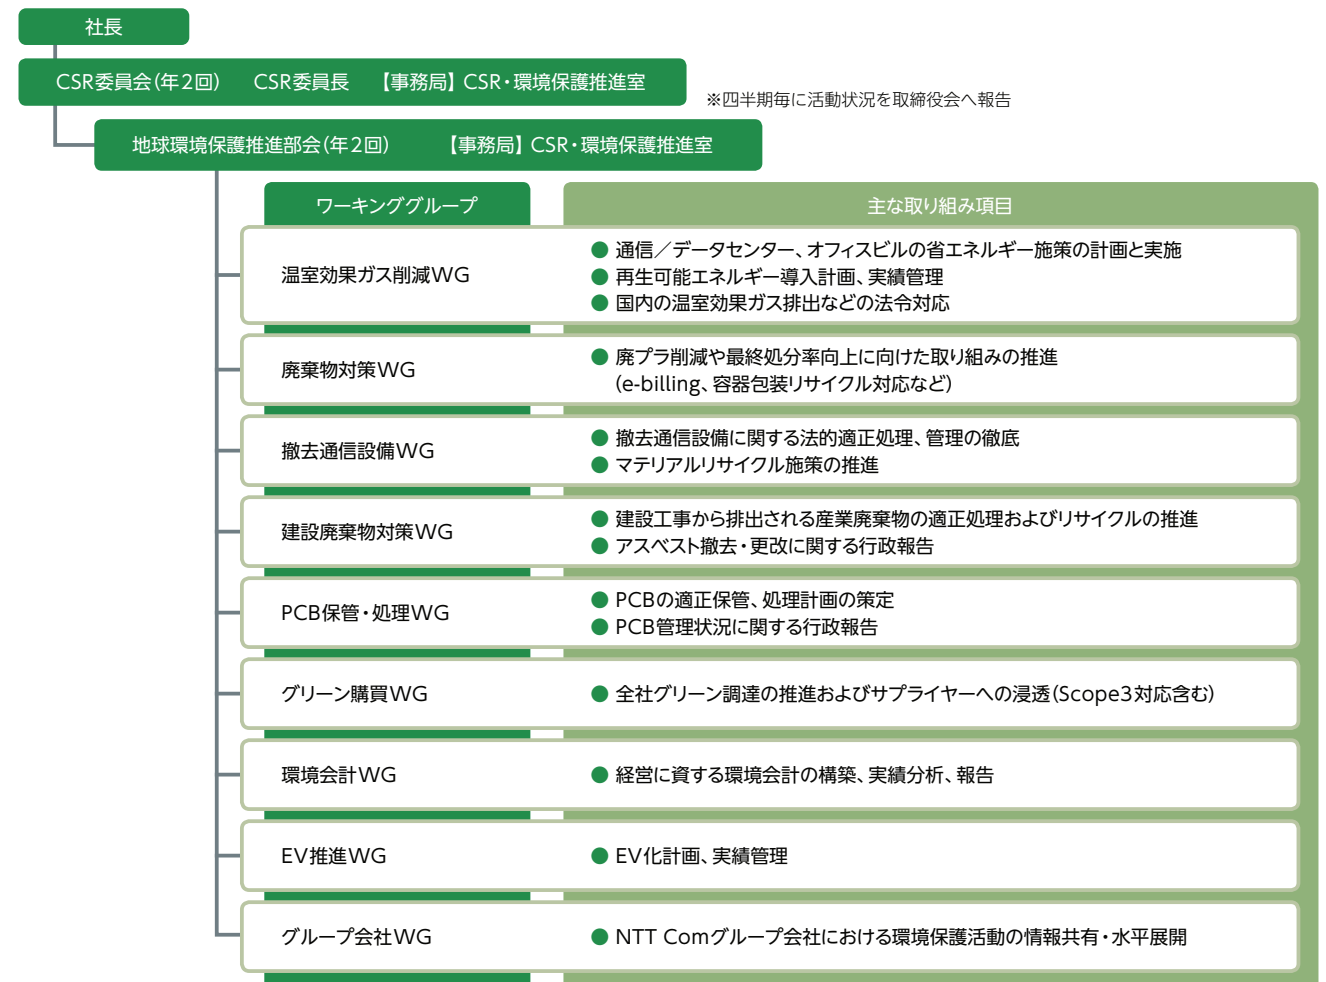 社長
CSR委員会（年2回）　CSR委員長　【事務局】CSR・環境保護推進室
※四半期毎に活動状況を取締役会へ報告
地球環境保護推進部会（年2回）　【事務局】CSR・環境保護推進室
ワーキンググループ　主な取り組み項目
温室効果ガス削減WG
● 通信／データセンター、オフィスビルの省エネルギー施策の計画と実施
● 再生可能エネルギー導入計画、実績管理
● 国内の温室効果ガス排出などの法令対応
廃棄物対策WG
● 廃プラ削減や最終処分率向上に向けた取り組みの推進
（e-billing、容器包装リサイクル対応など）
撤去通信設備WG
● 撤去通信設備に関する法的適正処理、管理の徹底
● マテリアルリサイクル施策の推進
建設廃棄物対策WG
● 建設工事から排出される産業廃棄物の適正処理およびリサイクルの推進
● アスベスト撤去・更改に関する行政報告
PCB保管・処理WG
● PCBの適正保管、処理計画の策定
● PCB管理状況に関する行政報告
グリーン購買WG
● 全社グリーン調達の推進およびサプライヤーへの浸透（Scope3対応含む）
環境会計WG
● 経営に資する環境会計の構築、実績分析、報告
EV推進WG
● EV化計画、実績管理
グループ会社WG
● NTT Comグループ会社における環境保護活動の情報共有・水平展開